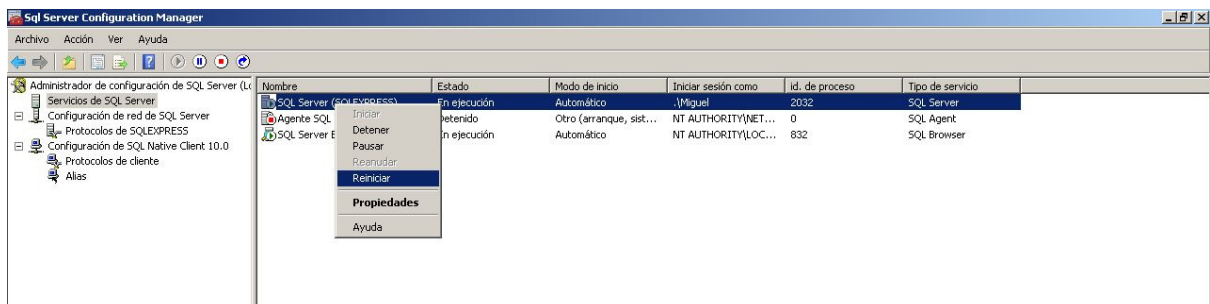 Sql Server Configuration Manager
Archivo Acción Ver Ayuda
Administrador de configuración de SQL Server (Lo
Servicios de SQL Server
Configuración de red de SQL Server
Protocolos de SQLEXPRESS
Configuración de SQL Native Client 10.0
Protocolos de cliente
Alias
Nombre Estado Modo de inicio Iniciar sesión como id. de proceso Tipo de servicio
SQL Server (SQLEXPRESS) En ejecución Automático .\Miguel 2032 SQL Server
Agente SQL Detenido Otro (arranque, sist... NT AUTHORITY\NET... 0 SQL Agent
SQL Server B En ejecución Automático NT AUTHORITY\LOC... 832 SQL Browser
Iniciar
Detener
Pausar
Reanudar
Reiniciar
Propiedades
Ayuda